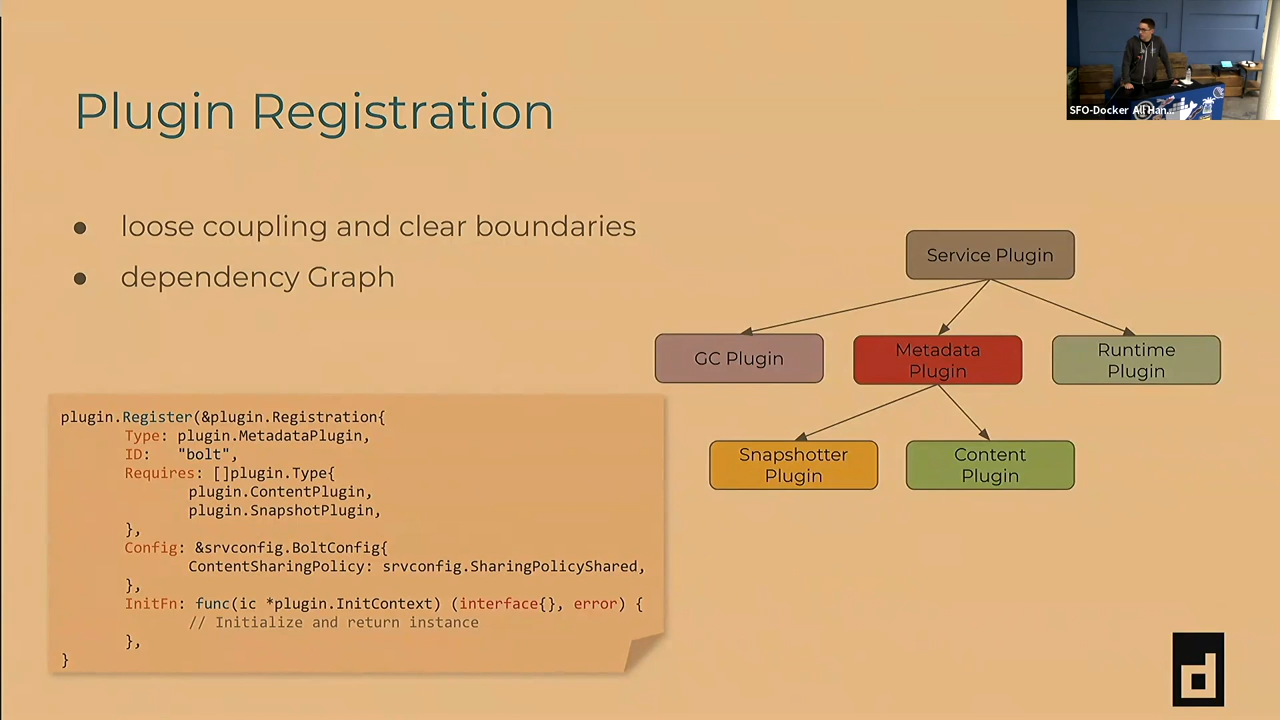 Plugin Registration
SFO-Docker All Han...
● loose coupling and clear boundaries
● dependency Graph
Service Plugin
GC Plugin
Metadata
Plugin
Runtime
Plugin
Snapshotter
Plugin
Content
Plugin
plugin.Register(&plugin.Registration{
Type: plugin.MetadataPlugin,
ID: "bolt",
Requires: []plugin.Type{
plugin.ContentPlugin,
plugin.SnapshotPlugin,
},
Config: &srvconfig.BoltConfig{
ContentSharingPolicy: srvconfig.SharingPolicyShared,
},
InitFn: func(ic *plugin.InitContext) (interface{}, error) {
// Initialize and return instance
},
}
d